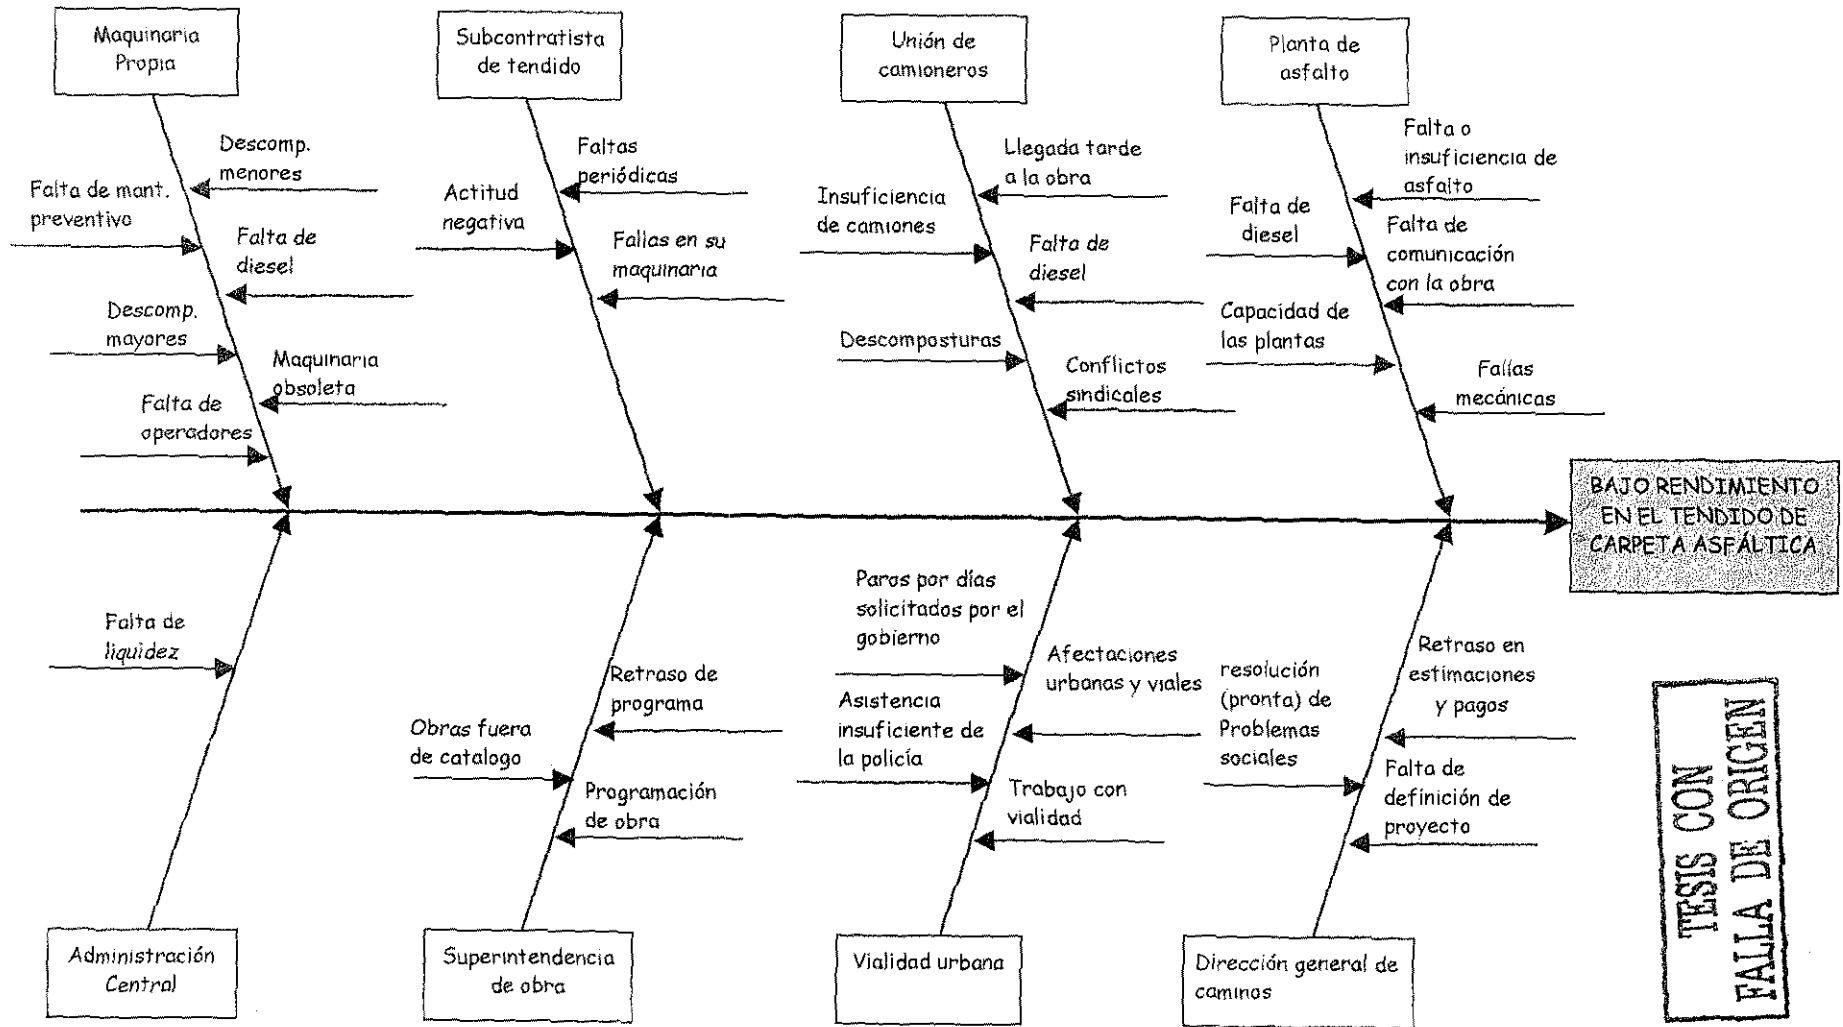 Maquinaria
Propia
Subcontratista
de tendido
Unión de
camioneros
Planta de
asfalto
Descomp.
menores
Falta de mant.
preventivo
Falta de
diesel
Descomp.
mayores
Maquinaria
obsoleta
Falta de
operadores
Faltas
periódicas
Actitud
negativa
Fallas en su
maquinaria
Llegada tarde
a la obra
Insuficiencia
de camiones
Falta de
diesel
Descomposturas
Conflictos
sindicales
Falta o
insuficiencia de
asfalto
Falta de
diesel
Falta de
comunicación
con la obra
Capacidad de
las plantas
Fallas
mecánicas
BAJO RENDIMIENTO
EN EL TENDIDO DE
CARPETA ASFÁLTICA
Falta de
liquidez
Retraso de
programa
Obras fuera
de catalogo
Programación
de obra
Paros por días
solicitados por el
gobierno
Afectaciones
urbanas y viales
Asistencia
insuficiente de
la policía
Trabajo con
vialidad
Retraso en
estimaciones
y pagos
resolución
(pronta) de
Problemas
sociales
Falta de
definición de
proyecto
Administración
Central
Superintendencia
de obra
Vialidad urbana
Dirección general de
caminos
TESIS CON
FALLA DE ORIGEN